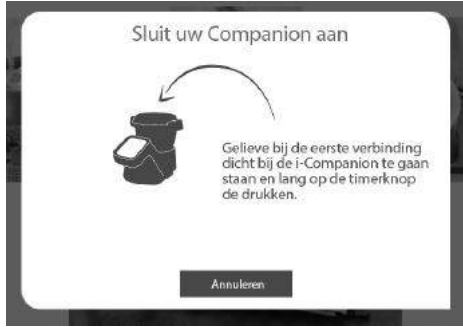 Sluit uw Companion aan
Gelieve bij de eerste verbinding
dicht bij de i-Companion te gaan
staan en lang op de timerknop
de drukken.
Annuleren